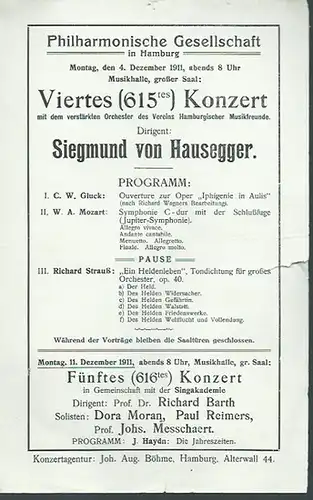 Philharmonische Gesellschaft
in Hamburg
Montag, den 4. Dezember 1911, abends 8 Uhr
Musikhalle, großer Saal:
Viertes (615tes) Konzert
mit dem verstärkten Orchester des Vereins Hamburgischer Musikfreunde.
Dirigent:
Siegmund von Hausegger.
PROGRAMM:
I. C. W. Gluck: Ouverture zur Oper „Iphigenie in Aulis"
(nach Richard Wagners Bearbeitung).
II. W. A. Mozart: Symphonie C-dur mit der Schlußfuge
(Jupiter-Symphonie).
Allegro vivace.
Andante cantabile.
Menuetto. Allegretto.
Finale. Allegro molto.
PAUSE
III. Richard Strauß: „Ein Heldenleben", Tondichtung für großes
Orchester, op. 40.
a) Der Held.
b) Des Helden Widersacher.
c) Des Helden Gefährtin.
d) Des Helden Walstatt.
e) Des Helden Friedenswerke.
f) Des Helden Weltflucht und Vollendung.
Während der Vorträge bleiben die Saaltüren geschlossen.
Montag, 11. Dezember 1911, abends 8 Uhr, Musikhalle, gr. Saal:
Fünftes (616tes) Konzert
in Gemeinschaft mit der Singakademie
Dirigent: Prof. Dr. Richard Barth
Solisten: Dora Moran, Paul Reimers,
Prof. Johs. Messchaert.
PROGRAMM: J. Haydn: Die Jahreszeiten.
Konzertagentur: Joh. Aug. Böhme, Hamburg, Alterwall 44.